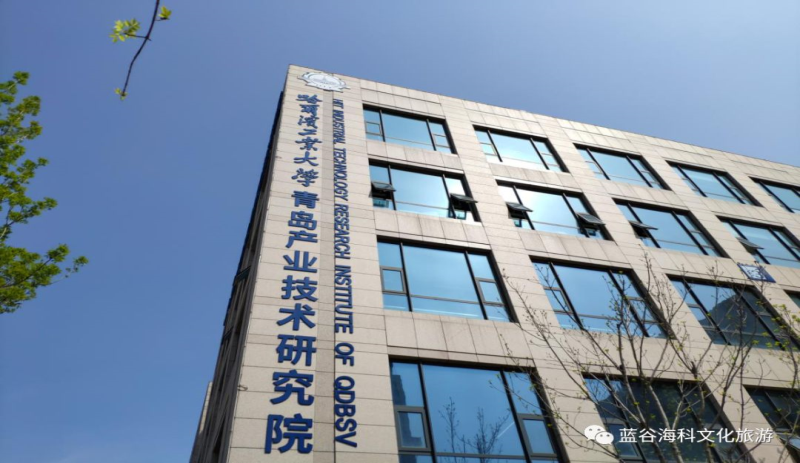 哈尔滨工业大学青岛产业技术研究院
HIT INDUSTRIAL TECHNOLOGY RESEARCH INSTITUTE OF QDBSV
蓝谷海科文化旅游